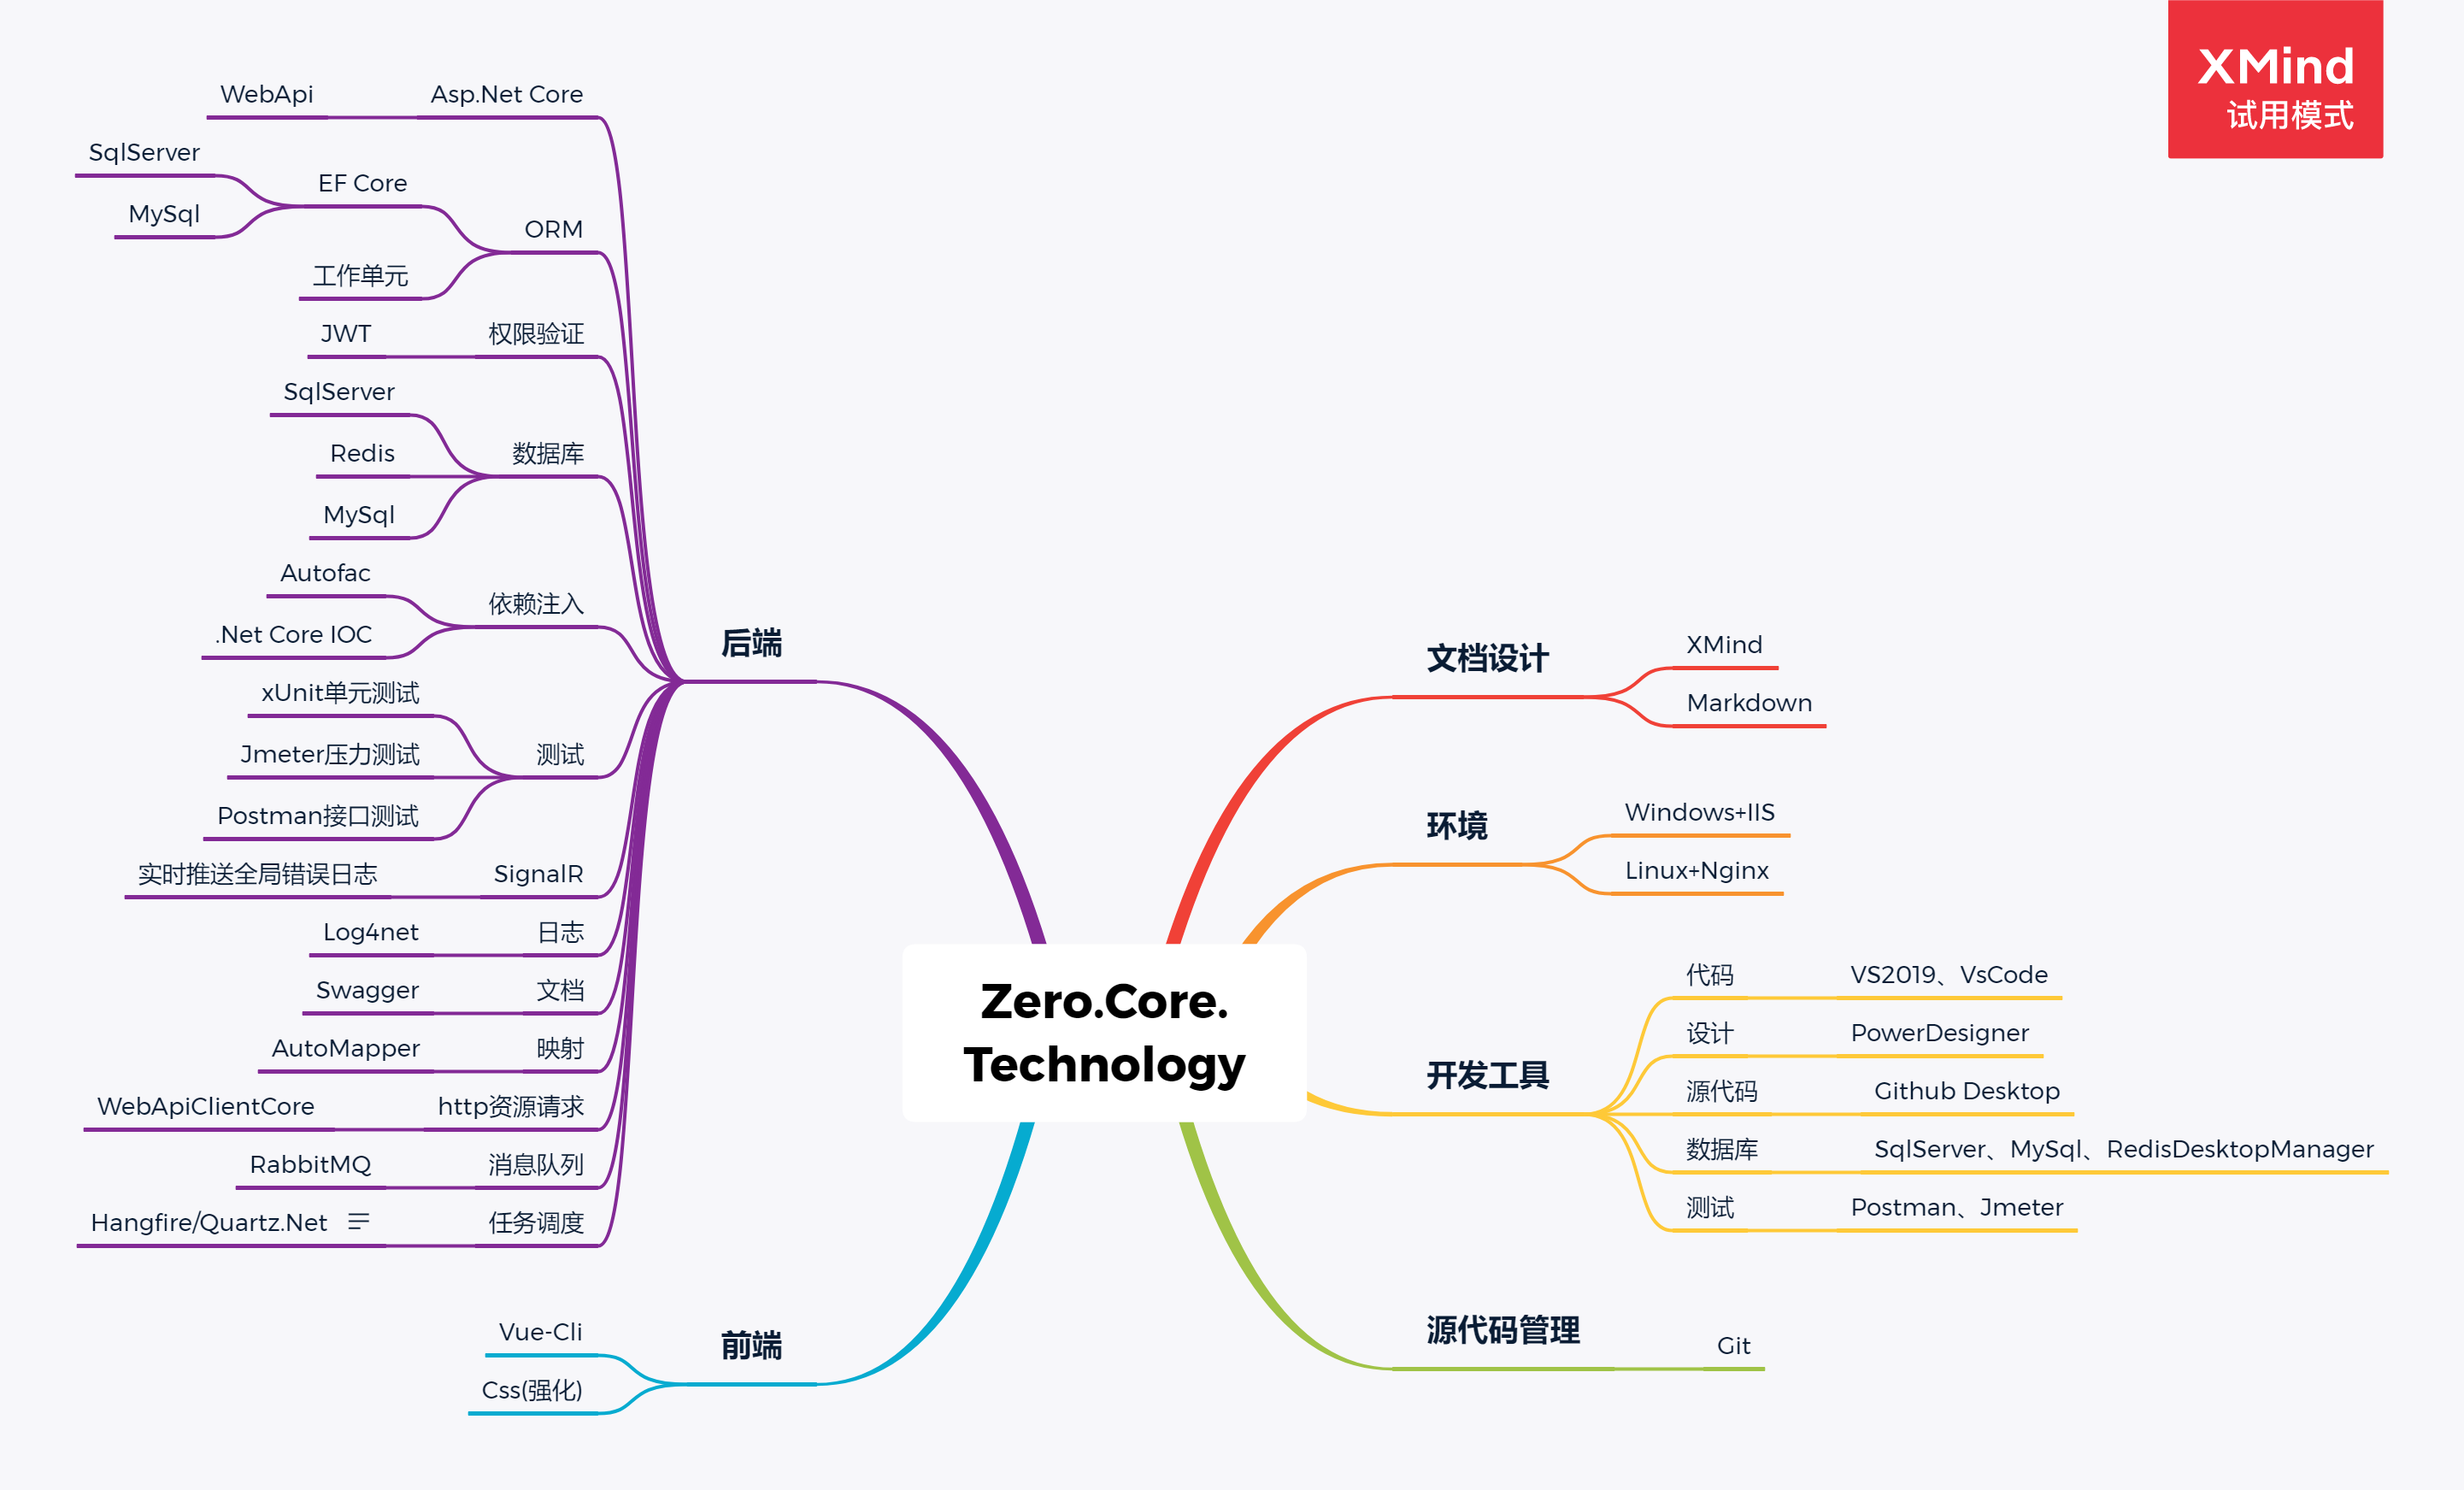 XMind
试用模式
Zero.Core.
Technology
文档设计
XMind
Markdown
环境
Windows+IIS
Linux+Nginx
开发工具
代码
VS2019、VsCode
设计
PowerDesigner
源代码
Github Desktop
数据库
SqlServer、MySql、RedisDesktopManager
测试
Postman、Jmeter
源代码管理
Git
后端
Asp.Net Core
WebApi
ORM
EF Core
SqlServer
MySql
工作单元
权限验证
JWT
数据库
SqlServer
Redis
MySql
依赖注入
Autofac
.Net Core IOC
测试
xUnit单元测试
Jmeter压力测试
Postman接口测试
SignalR
实时推送全局错误日志
日志
Log4net
文档
Swagger
映射
AutoMapper
http资源请求
WebApiClientCore
消息队列
RabbitMQ
任务调度
Hangfire/Quartz.Net
前端
Vue-Cli
Css(强化)